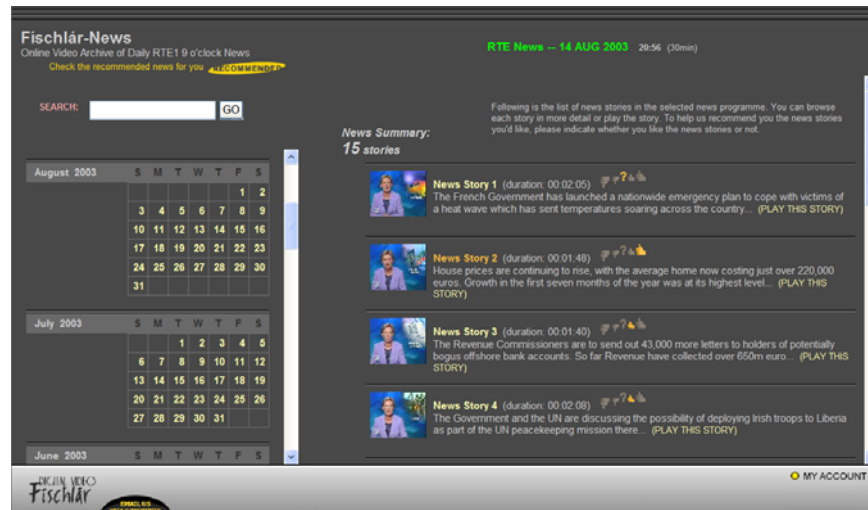 Físchlár-News
Online Video Archive of Daily RTE1 9 o'clock News
Check the recommended news for you RECOMMENDED
RTE News -- 14 AUG 2003 20:56 (30min)
SEARCH: GO
Following is the list of news stories in the selected news programme. You can browse
each story in more detail or play the story. To help us recommend you the news stories
you'd like, please indicate whether you like the news stories or not.
News Summary:
15 stories
August 2003 S M T W T F S
1 2
3 4 5 6 7 8 9
10 11 12 13 14 15 16
17 18 19 20 21 22 23
24 25 26 27 28 29 30
31
July 2003 S M T W T F S
1 2 3 4 5
6 7 8 9 10 11 12
13 14 15 16 17 18 19
20 21 22 23 24 25 26
27 28 29 30 31
June 2003 S M T W T F S
News Story 1 (duration: 00:02:05) ?
The French Government has launched a nationwide emergency plan to cope with victims of
a heat wave which has sent temperatures soaring across the country... (PLAY THIS STORY)
News Story 2 (duration: 00:01:48) ?
House prices are continuing to rise, with the average home now costing just over 220,000
euros. Growth in the first seven months of the year was at its highest level... (PLAY THIS
STORY)
News Story 3 (duration: 00:01:40) ?
The Revenue Commissioners are to send out 43,000 more letters to holders of potentially
bogus offshore bank accounts. So far Revenue have collected over 650m euro... (PLAY THIS
STORY)
News Story 4 (duration: 00:02:08) ?
The Government and the UN are discussing the possibility of deploying Irish troops to Liberia
as part of the UN peacekeeping mission there... (PLAY THIS STORY)
DIGITAL VIDEO
Físchlár
EMAIL US
MY ACCOUNT